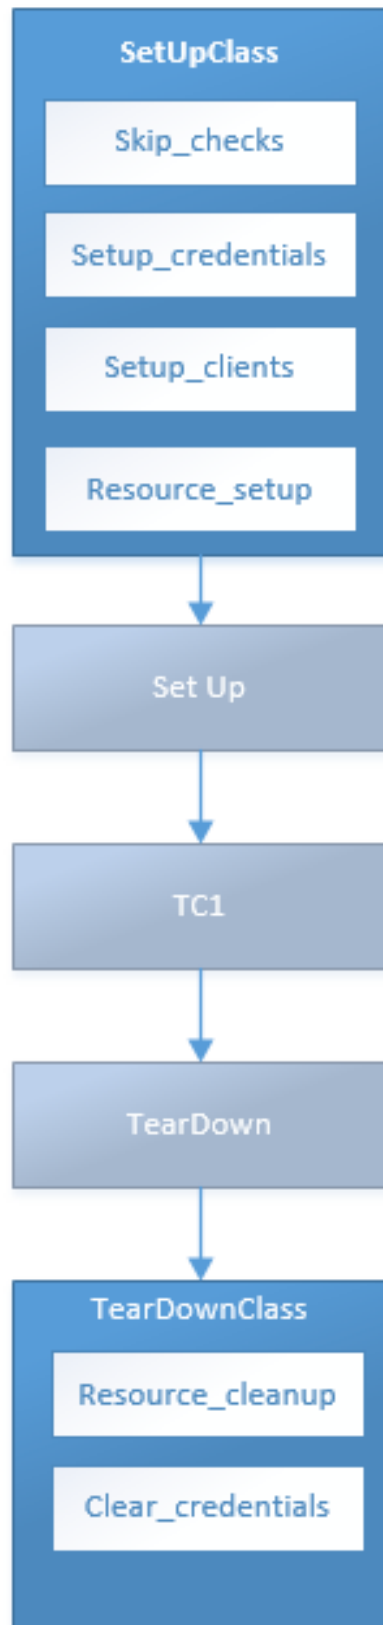 SetUpClass
Skip_checks
Setup_credentials
Setup_clients
Resource_setup
Set Up
TC1
TearDown
TearDownClass
Resource_cleanup
Clear_credentials